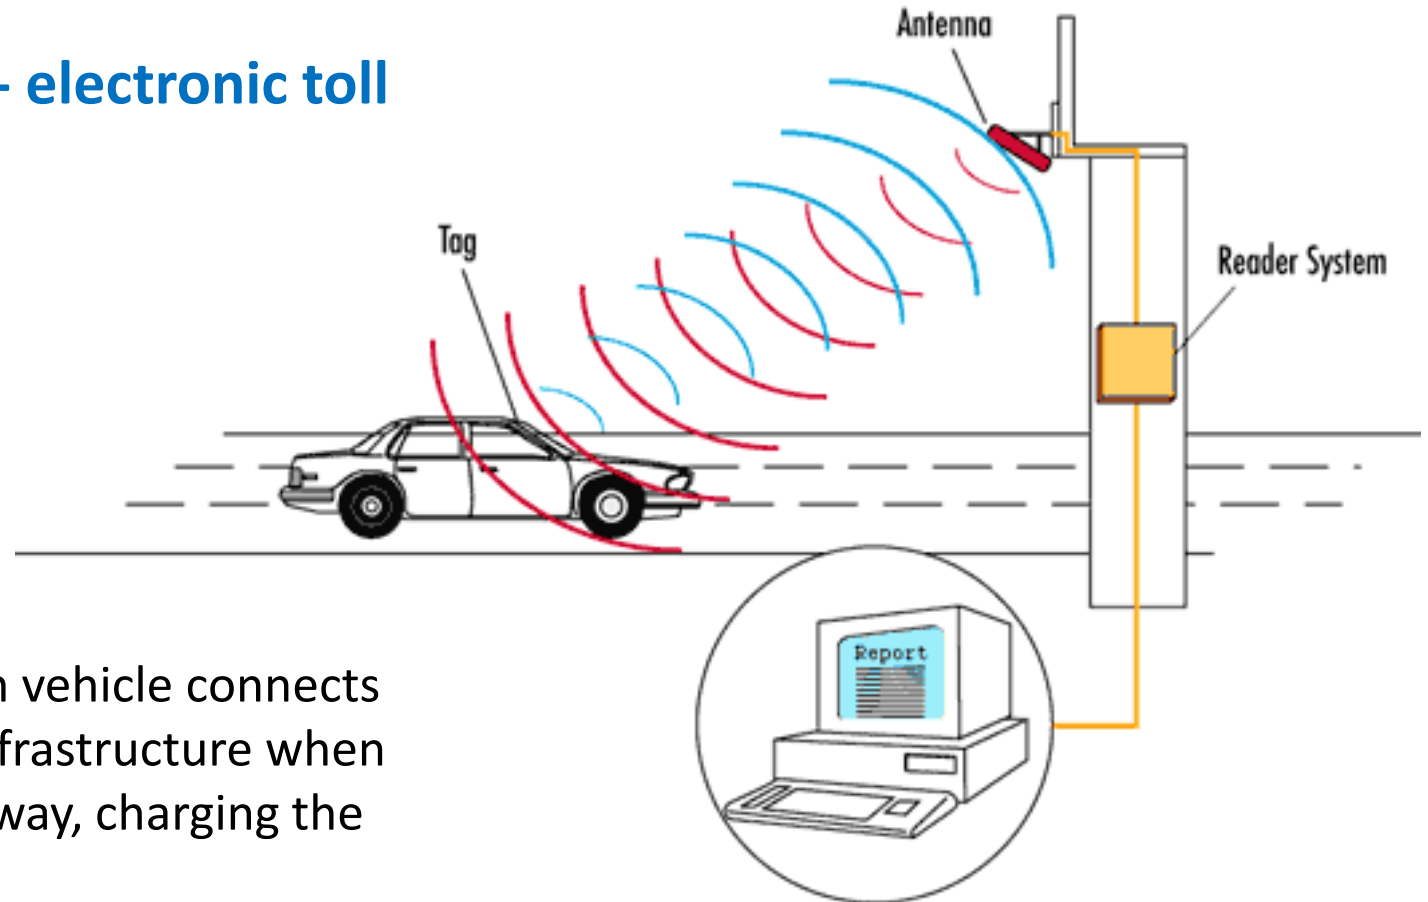 - electronic toll
Antenna
Tag
Reader System
Report
vehicle connects
frastructure when
way, charging the